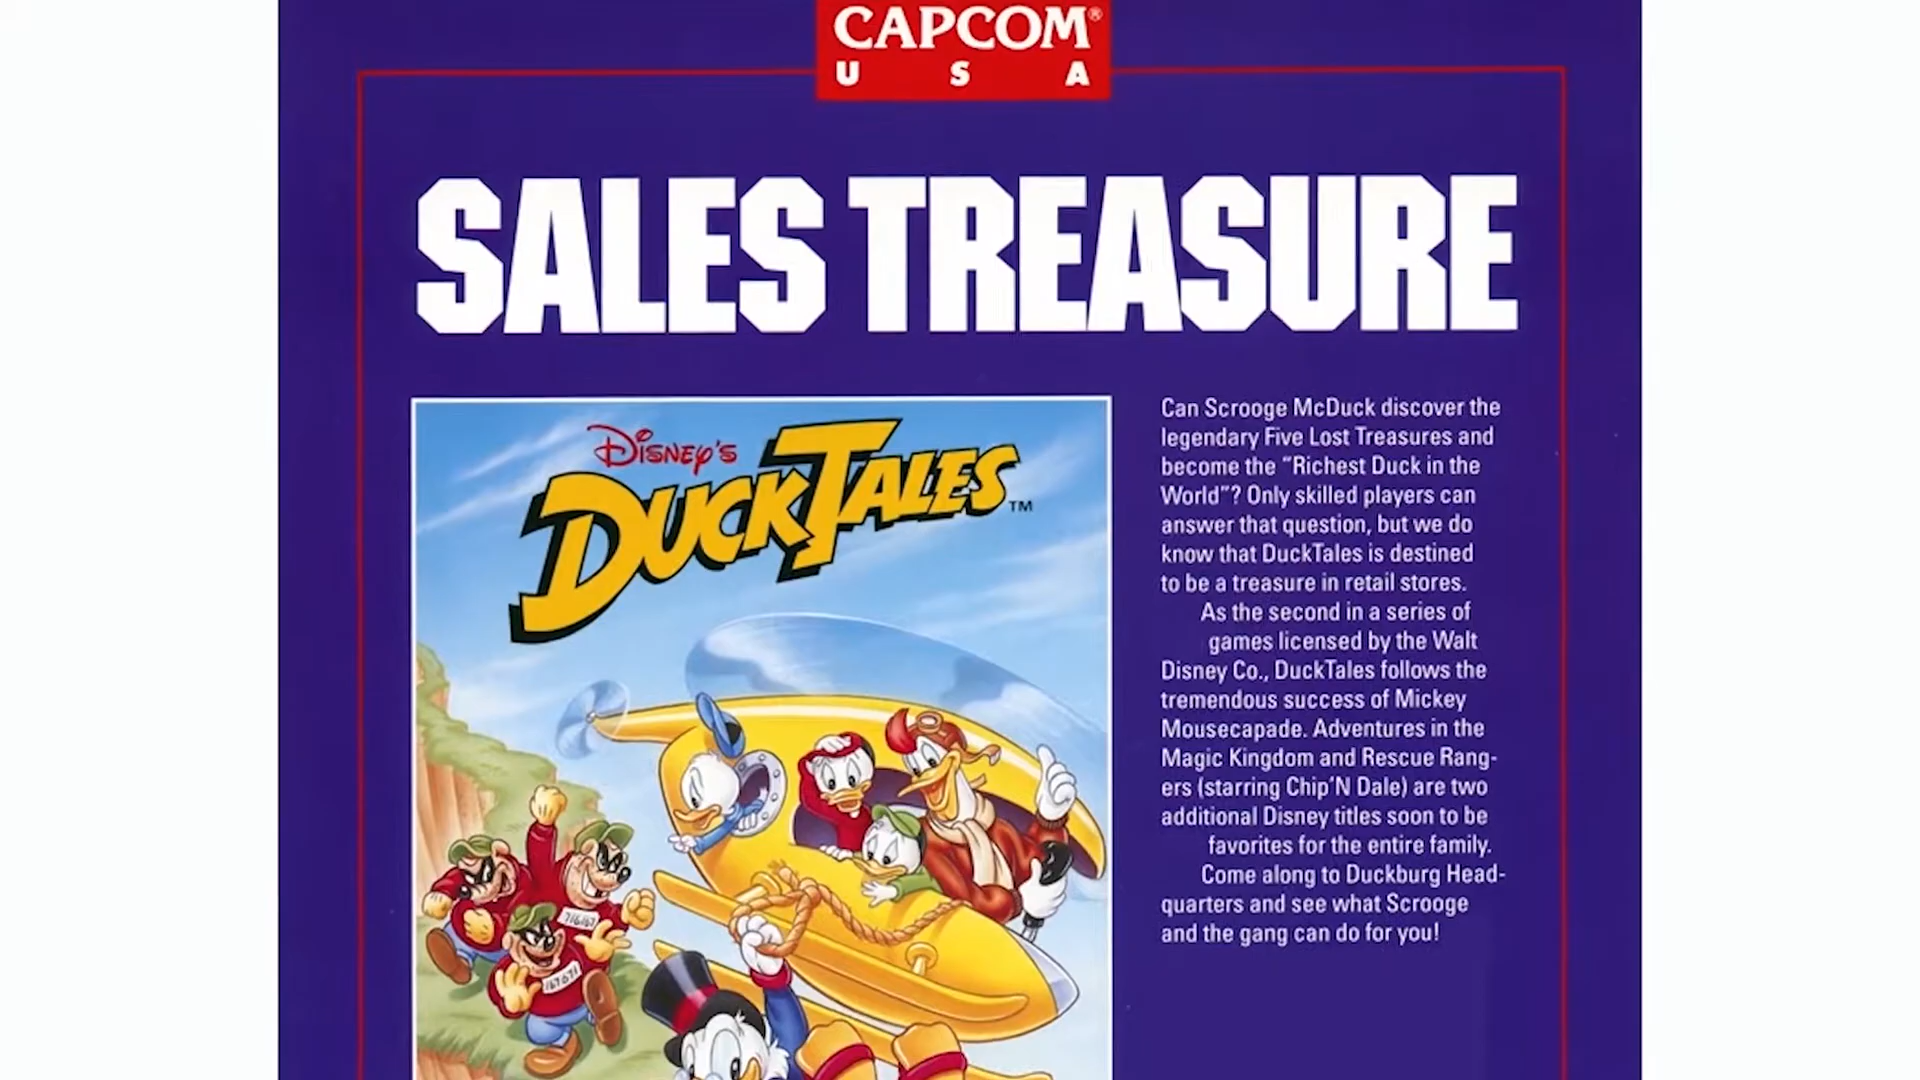 CAPCOM®
U S A
SALES TREASURE
Disney's
DUCKTALES™
Can Scrooge McDuck discover the
legendary Five Lost Treasures and
become the “Richest Duck in the
World”? Only skilled players can
answer that question, but we do
know that DuckTales is destined
to be a treasure in retail stores.
As the second in a series of
games licensed by the Walt
Disney Co., DuckTales follows the
tremendous success of Mickey
Mousecapade. Adventures in the
Magic Kingdom and Rescue Rang-
ers (starring Chip'N Dale) are two
additional Disney titles soon to be
favorites for the entire family.
Come along to Duckburg Head-
quarters and see what Scrooge
and the gang can do for you!
716167
167671